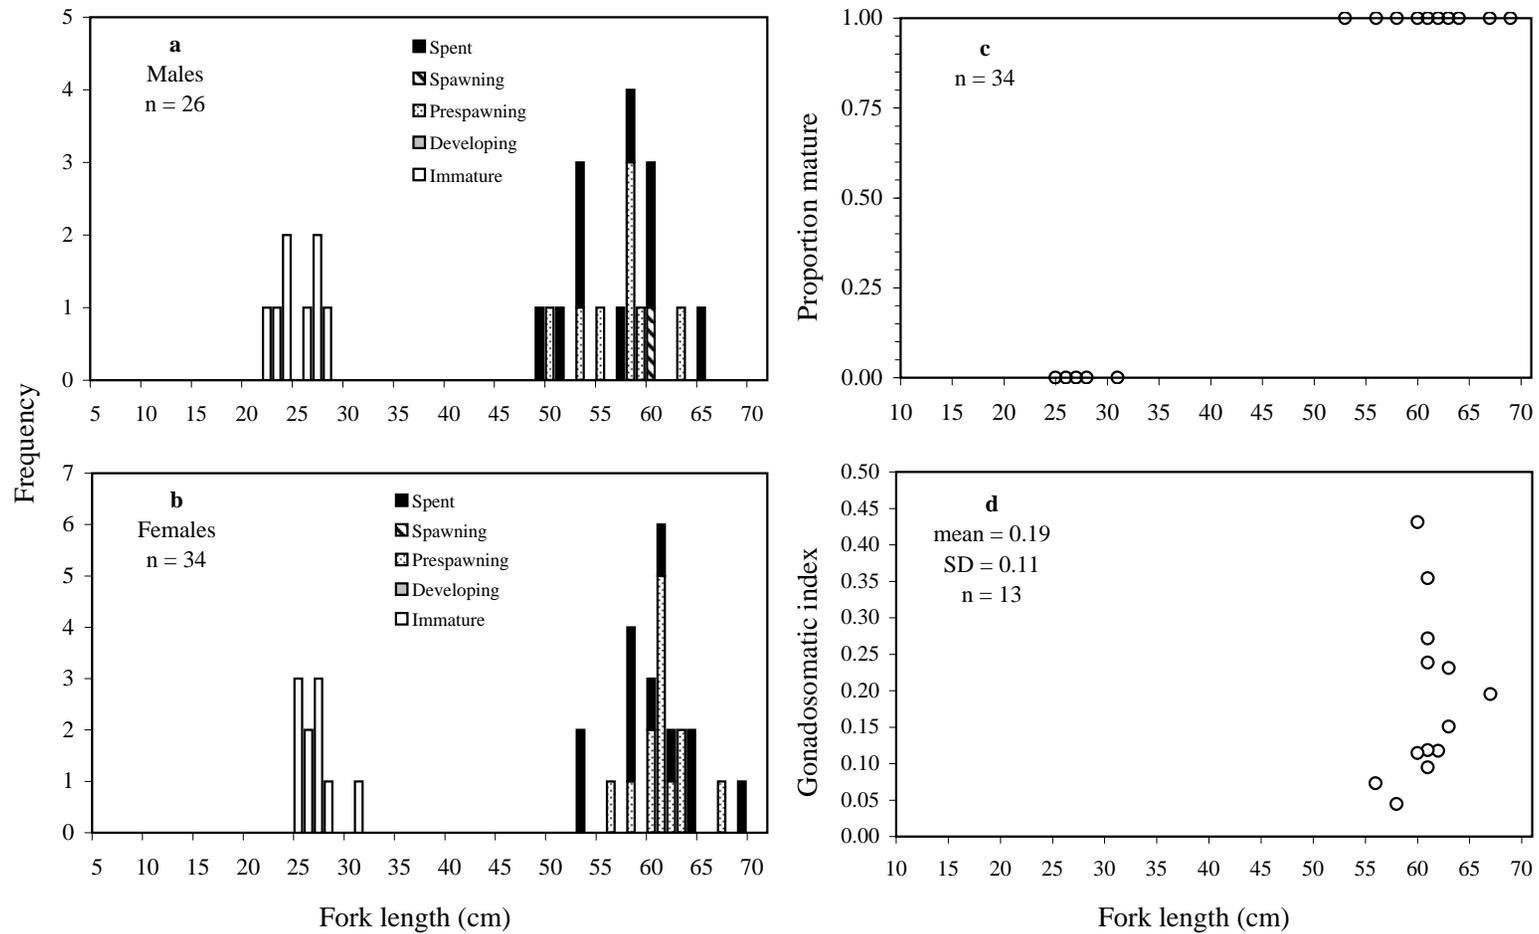 5
4
3
2
1
0
a
Males
n = 26
Spent
Spawning
Prespawning
Developing
Immature
5 10 15 20 25 30 35 40 45 50 55 60 65 70
Frequency
7
6
5
4
3
2
1
0
b
Females
n = 34
Spent
Spawning
Prespawning
Developing
Immature
5 10 15 20 25 30 35 40 45 50 55 60 65 70
Fork length (cm)
1.00
0.75
0.50
0.25
0.00
Proportion mature
c
n = 34
10 15 20 25 30 35 40 45 50 55 60 65 70
0.50
0.45
0.40
0.35
0.30
0.25
0.20
0.15
0.10
0.05
0.00
Gonadosomatic index
d
mean = 0.19
SD = 0.11
n = 13
10 15 20 25 30 35 40 45 50 55 60 65 70
Fork length (cm)